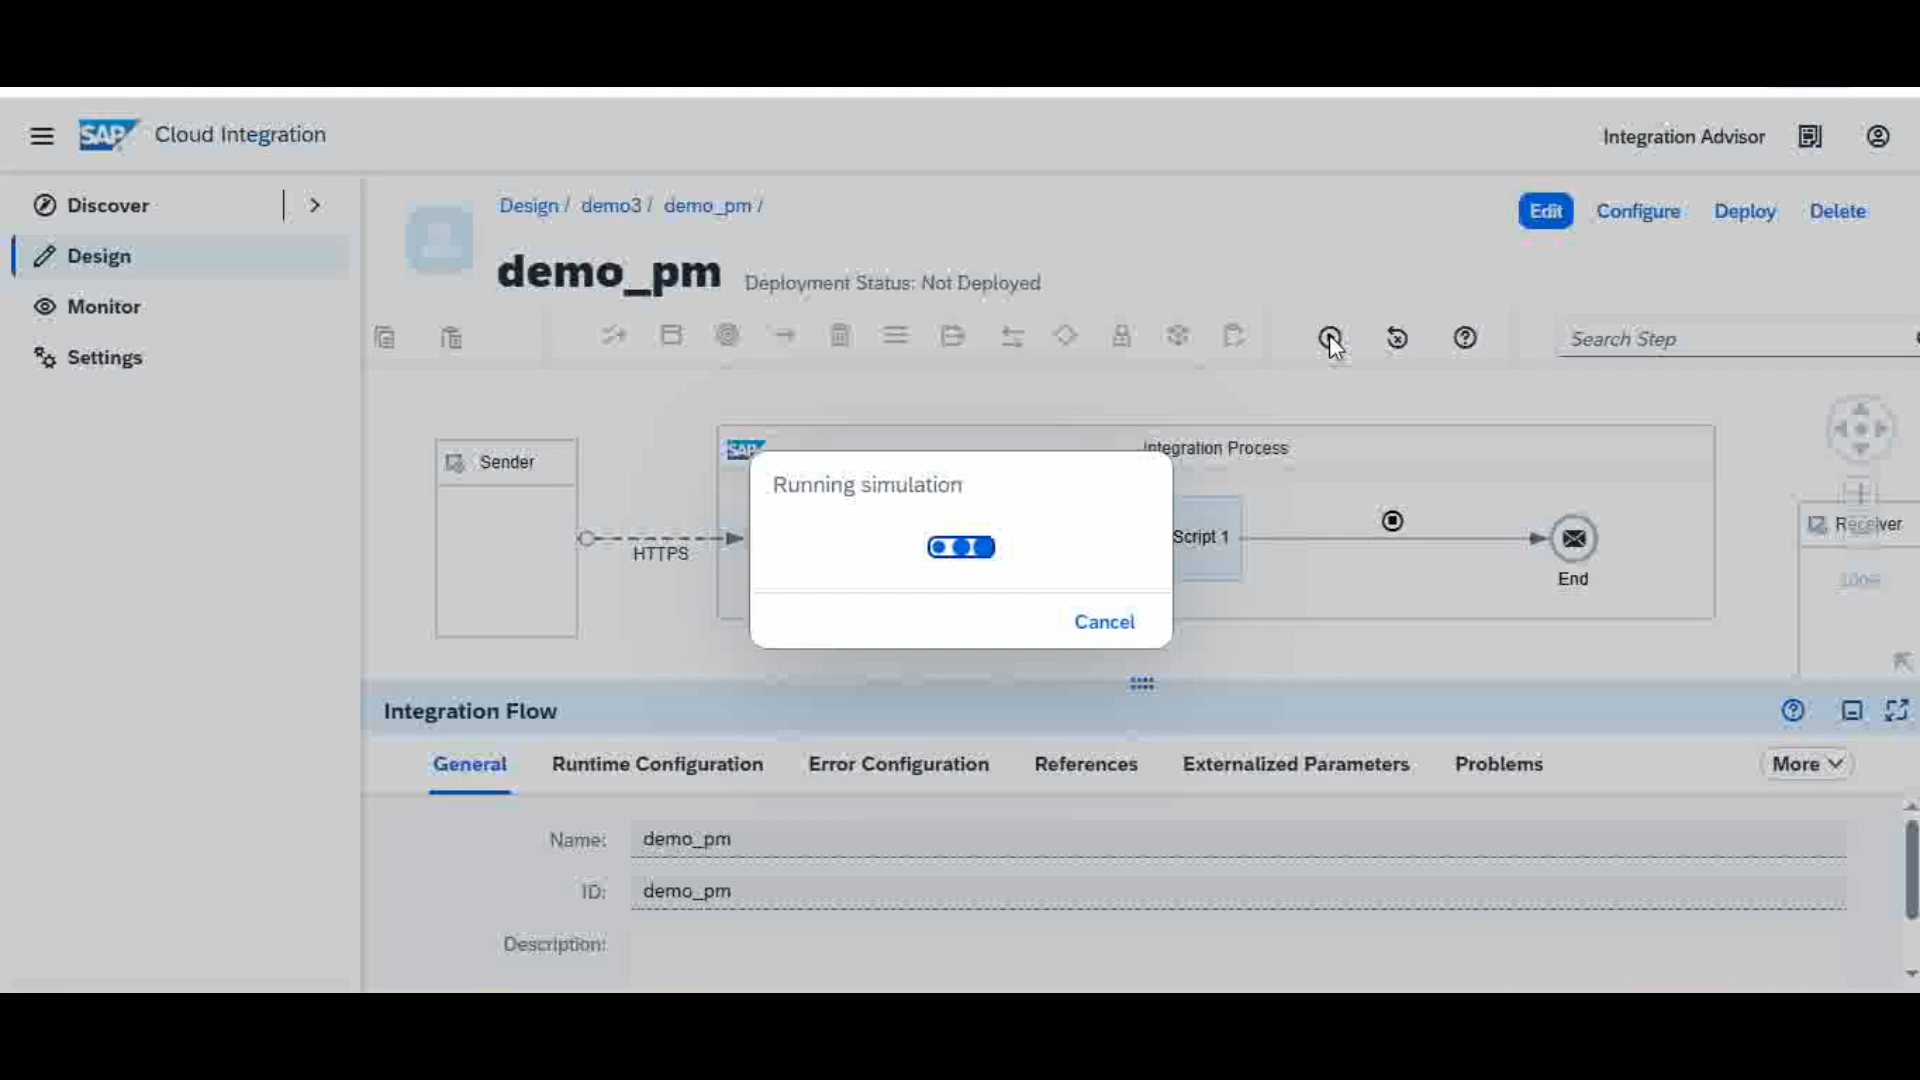 SAP Cloud Integration
Integration Advisor
Discover
Design
Monitor
Settings
Design / demo3 / demo_pm /
Edit Configure Deploy Delete
demo_pm Deployment Status: Not Deployed
Search Step
Sender
SAP
Integration Process
Running simulation
Receiver
HTTPS
Script 1
End
100%
Cancel
Integration Flow
General Runtime Configuration Error Configuration References Externalized Parameters Problems More
Name: demo_pm
ID: demo_pm
Description: